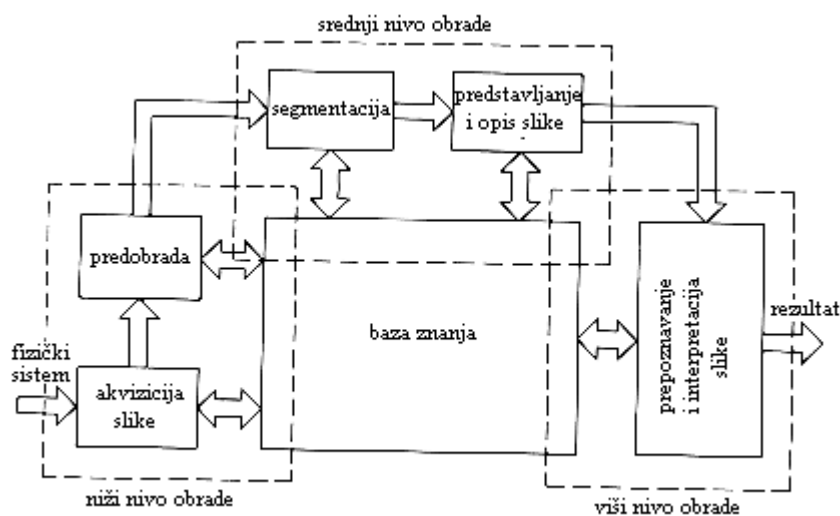 srednji nivo obrade
segmentacija
predstavljanje
i opis slike
predobrada
baza znanja
prepoznavanje
i interpretacija
slike
rezultat
fizički
sistem
akvizicija
slike
niži nivo obrade
viši nivo obrade